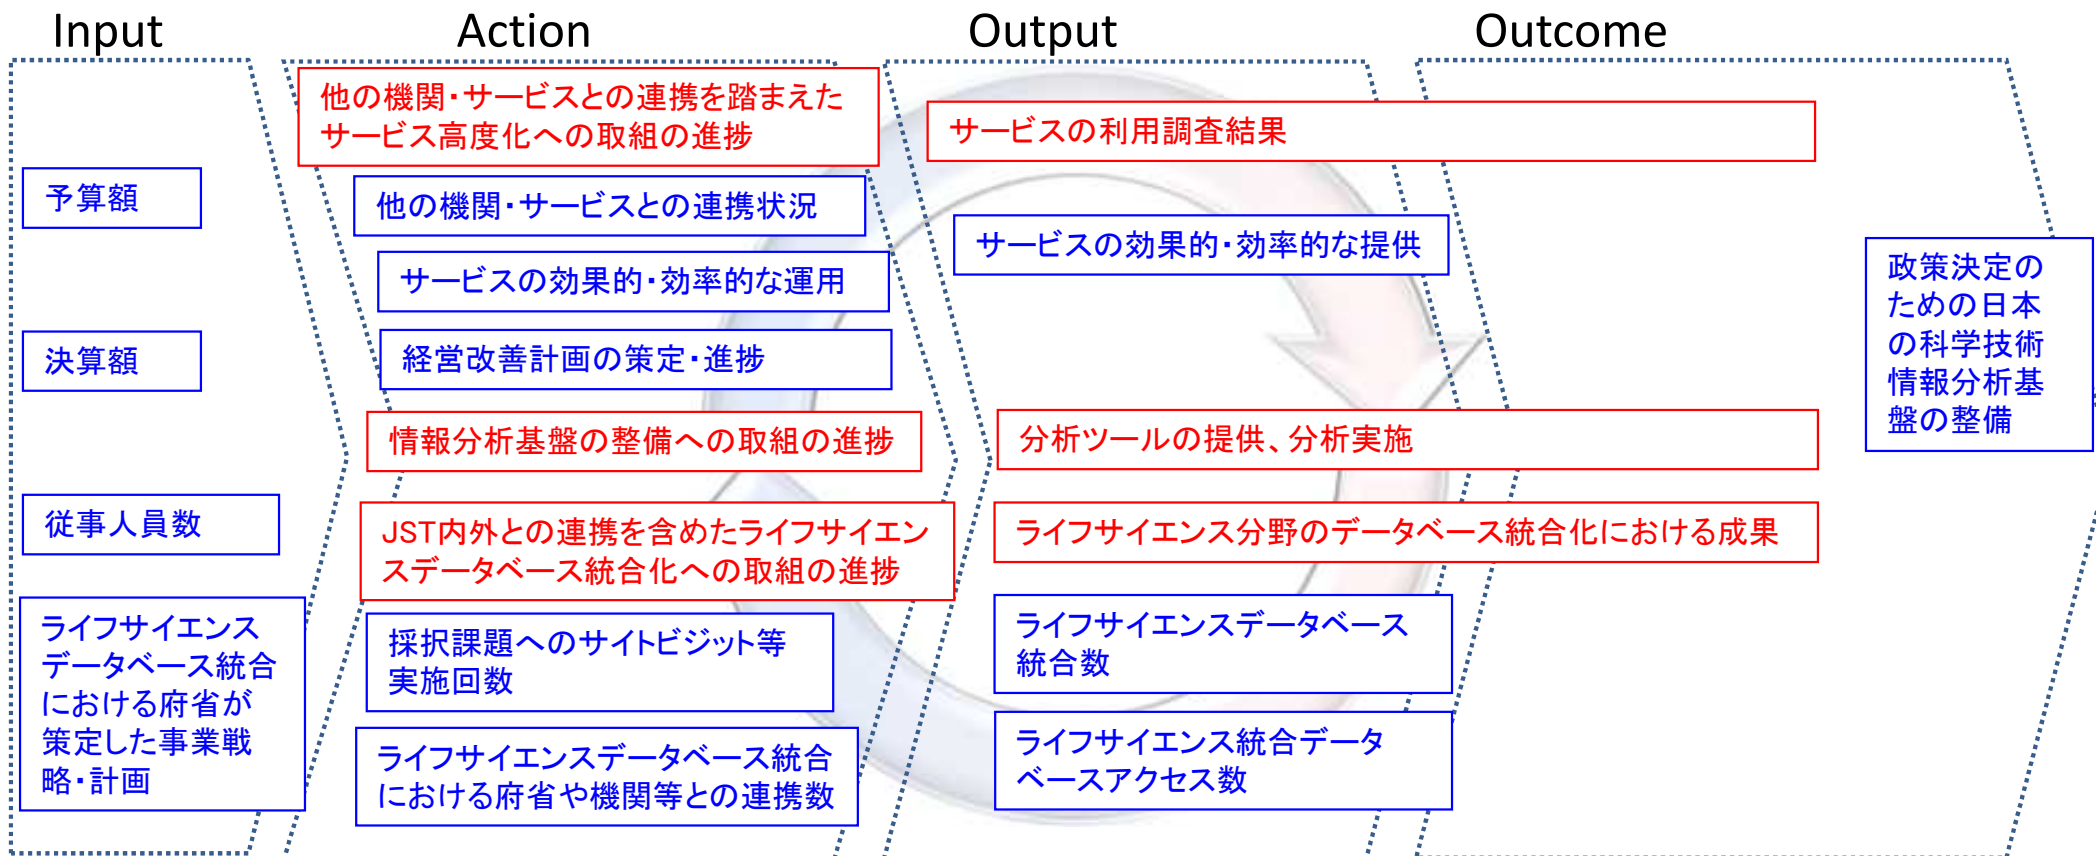 Input
予算額
決算額
従事人員数
ライフサイエンス
データベース統合
における府省が
策定した事業戦
略・計画
Action
他の機関・サービスとの連携を踏まえた
サービス高度化への取組の進捗
他の機関・サービスとの連携状況
サービスの効果的・効率的な運用
経営改善計画の策定・進捗
情報分析基盤の整備への取組の進捗
JST内外との連携を含めたライフサイエン
スデータベース統合化への取組の進捗
採択課題へのサイトビジット等
実施回数
ライフサイエンスデータベース統合
における府省や機関等との連携数
Output
サービスの利用調査結果
サービスの効果的・効率的な提供
分析ツールの提供、分析実施
ライフサイエンス分野のデータベース統合化における成果
ライフサイエンスデータベース
統合数
ライフサイエンス統合データ
ベースアクセス数
Outcome
政策決定の
ための日本
の科学技術
情報分析基
盤の整備